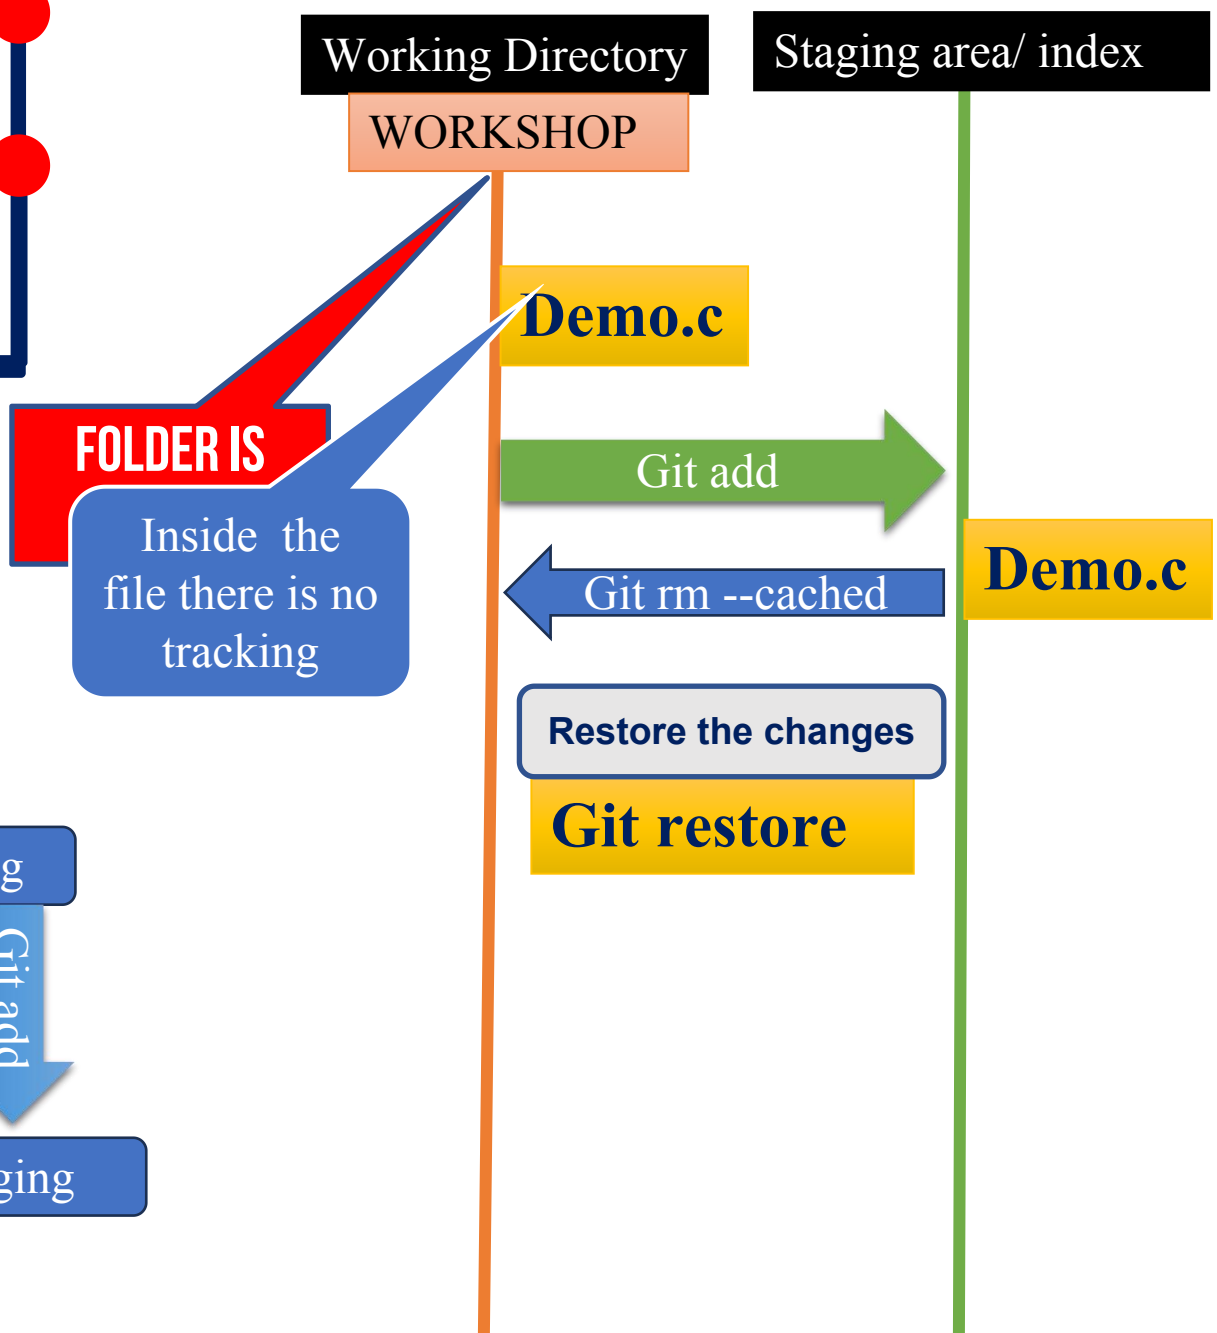 Working Directory
Staging area/ index
WORKSHOP
Demo.c
FOLDER IS
Git add
Inside  the
file there is no
tracking
Demo.c
Git rm --cached
Restore the changes
Git restore
g
Git add
ging